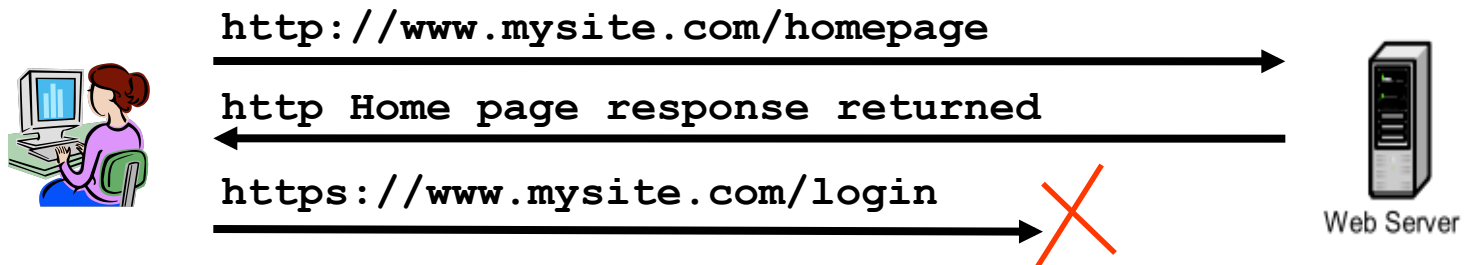 http://www.mysite.com/homepage
http Home page response returned
https://www.mysite.com/login
Web Server